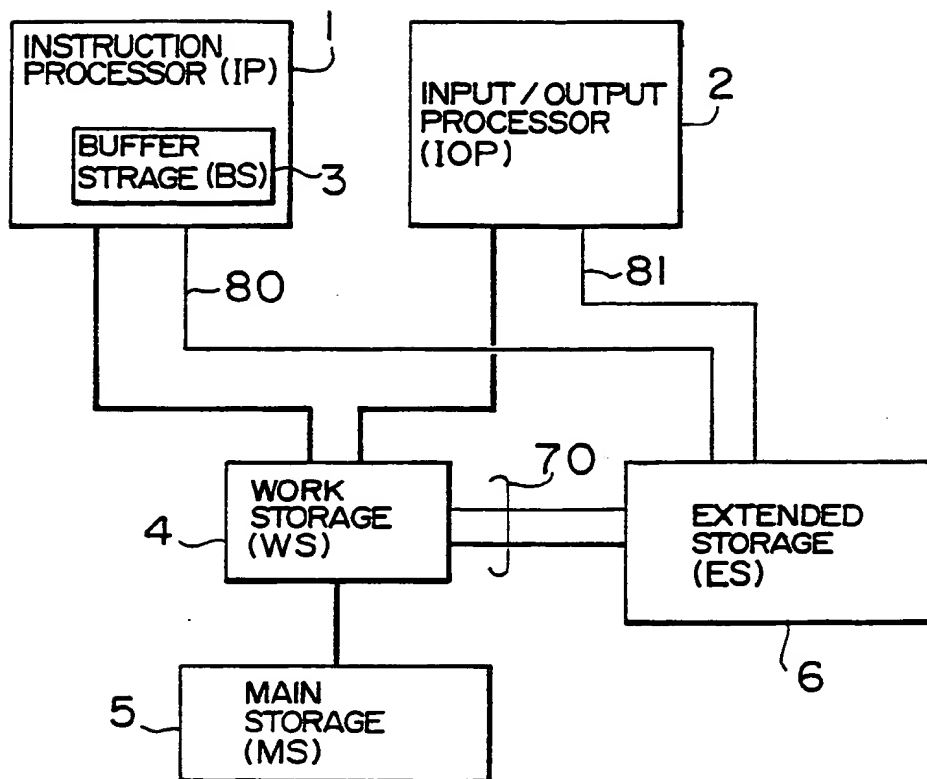 1
INSTRUCTION
PROCESSOR (IP)
BUFFER
STRAGE (BS)
3
INPUT / OUTPUT
PROCESSOR
(IOP)
2
80
81
70
4
WORK
STORAGE
(WS)
EXTENDED
STORAGE
(ES)
6
5
MAIN
STORAGE
(MS)